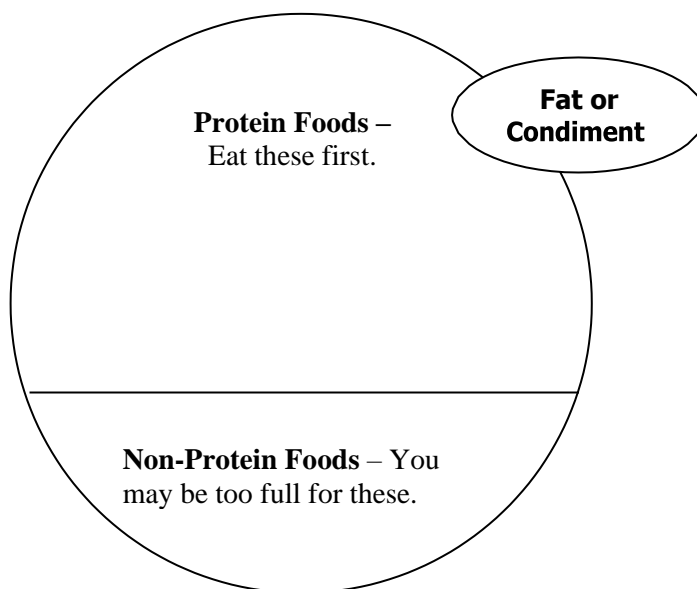 Protein Foods –
Eat these first.
Fat or
Condiment
Non-Protein Foods – You
may be too full for these.